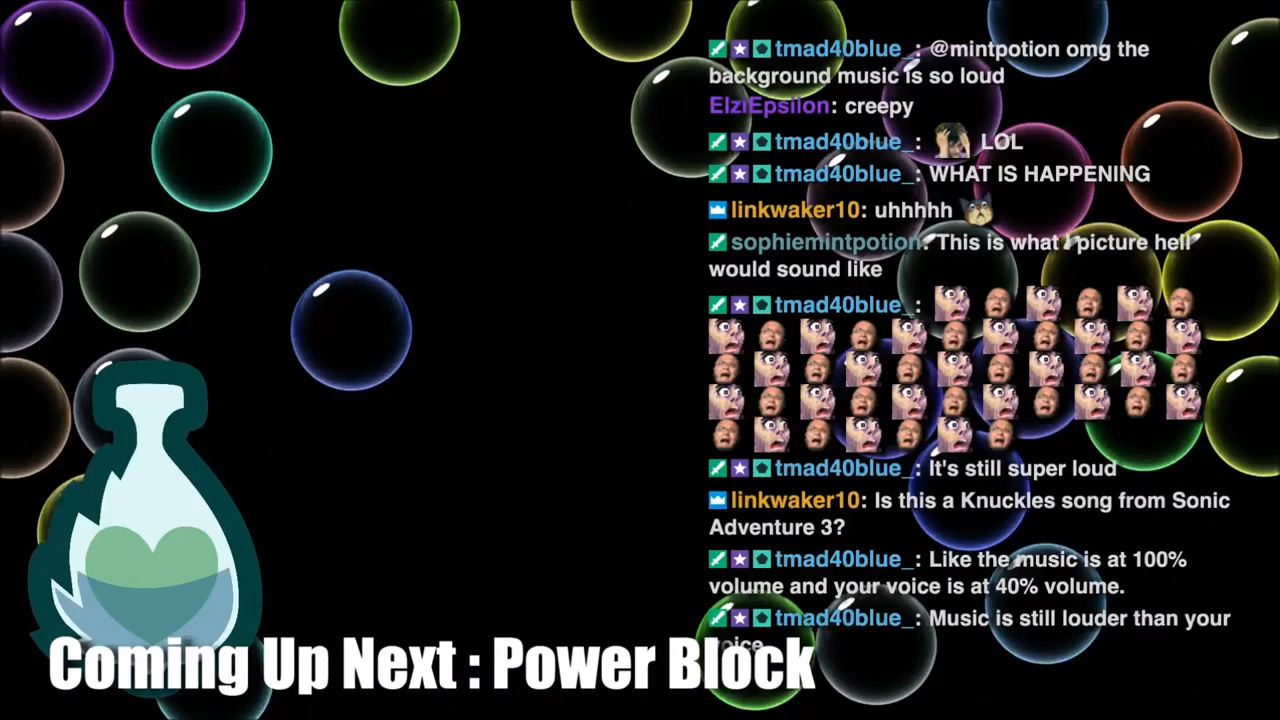 tmad40blue_: @mintpotion omg the
background music is so loud
ElzıEpsilon: creepy
tmad40blue_: LOL
tmad40blue_: WHAT IS HAPPENING
linkwaker10: uhhhhh
sophiemintpotion: This is what I picture hell
would sound like
tmad40blue_:
tmad40blue_: It's still super loud
linkwaker10: Is this a Knuckles song from Sonic
Adventure 3?
tmad40blue_: Like the music is at 100%
volume and your voice is at 40% volume.
tmad40blue_: Music is still louder than your
voice
Coming Up Next : Power Block